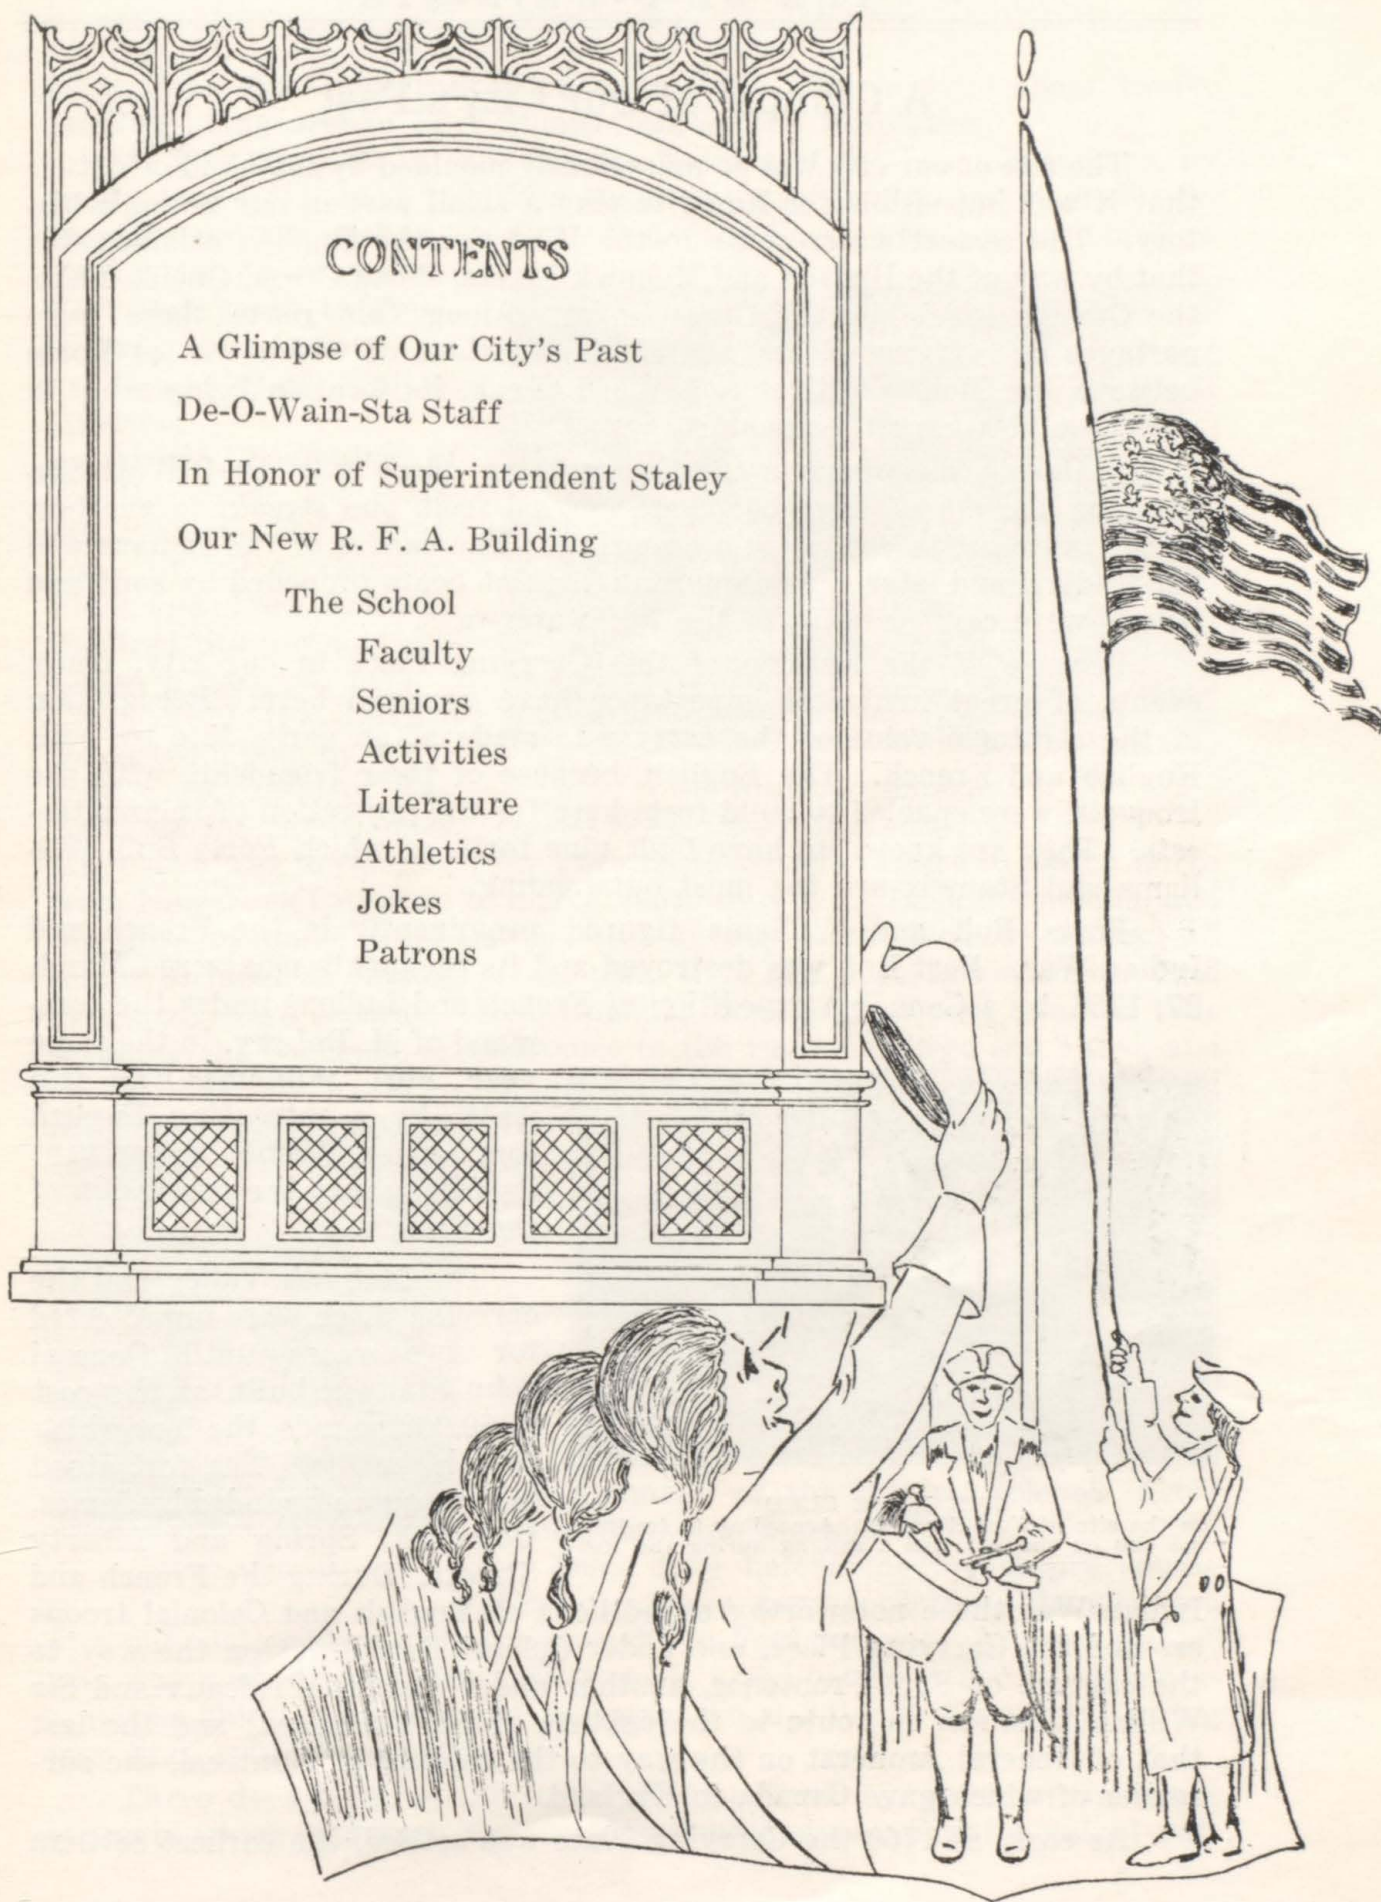 CONTENTS
A Glimpse of Our City's Past
De-O-Wain-Sta Staff
In Honor of Superintendent Staley
Our New R. F. A. Building
The School
Faculty
Seniors
Activities
Literature
Athletics
Jokes
Patrons